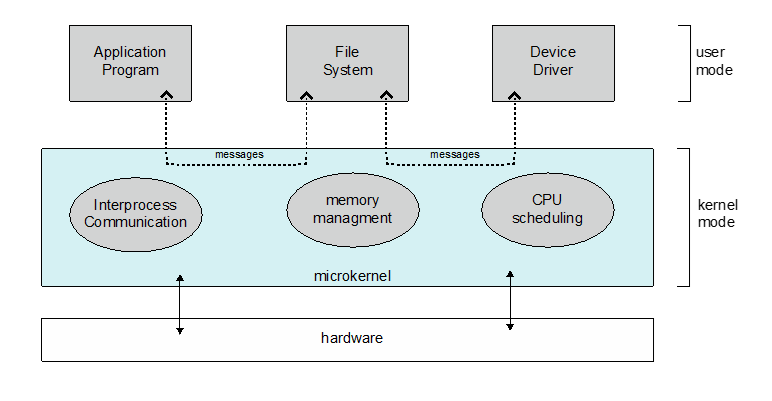 Application
Program
File
System
Device
Driver
user
mode
messages
messages
Interprocess
Communication
memory
managment
CPU
scheduling
kernel
mode
microkernel
hardware